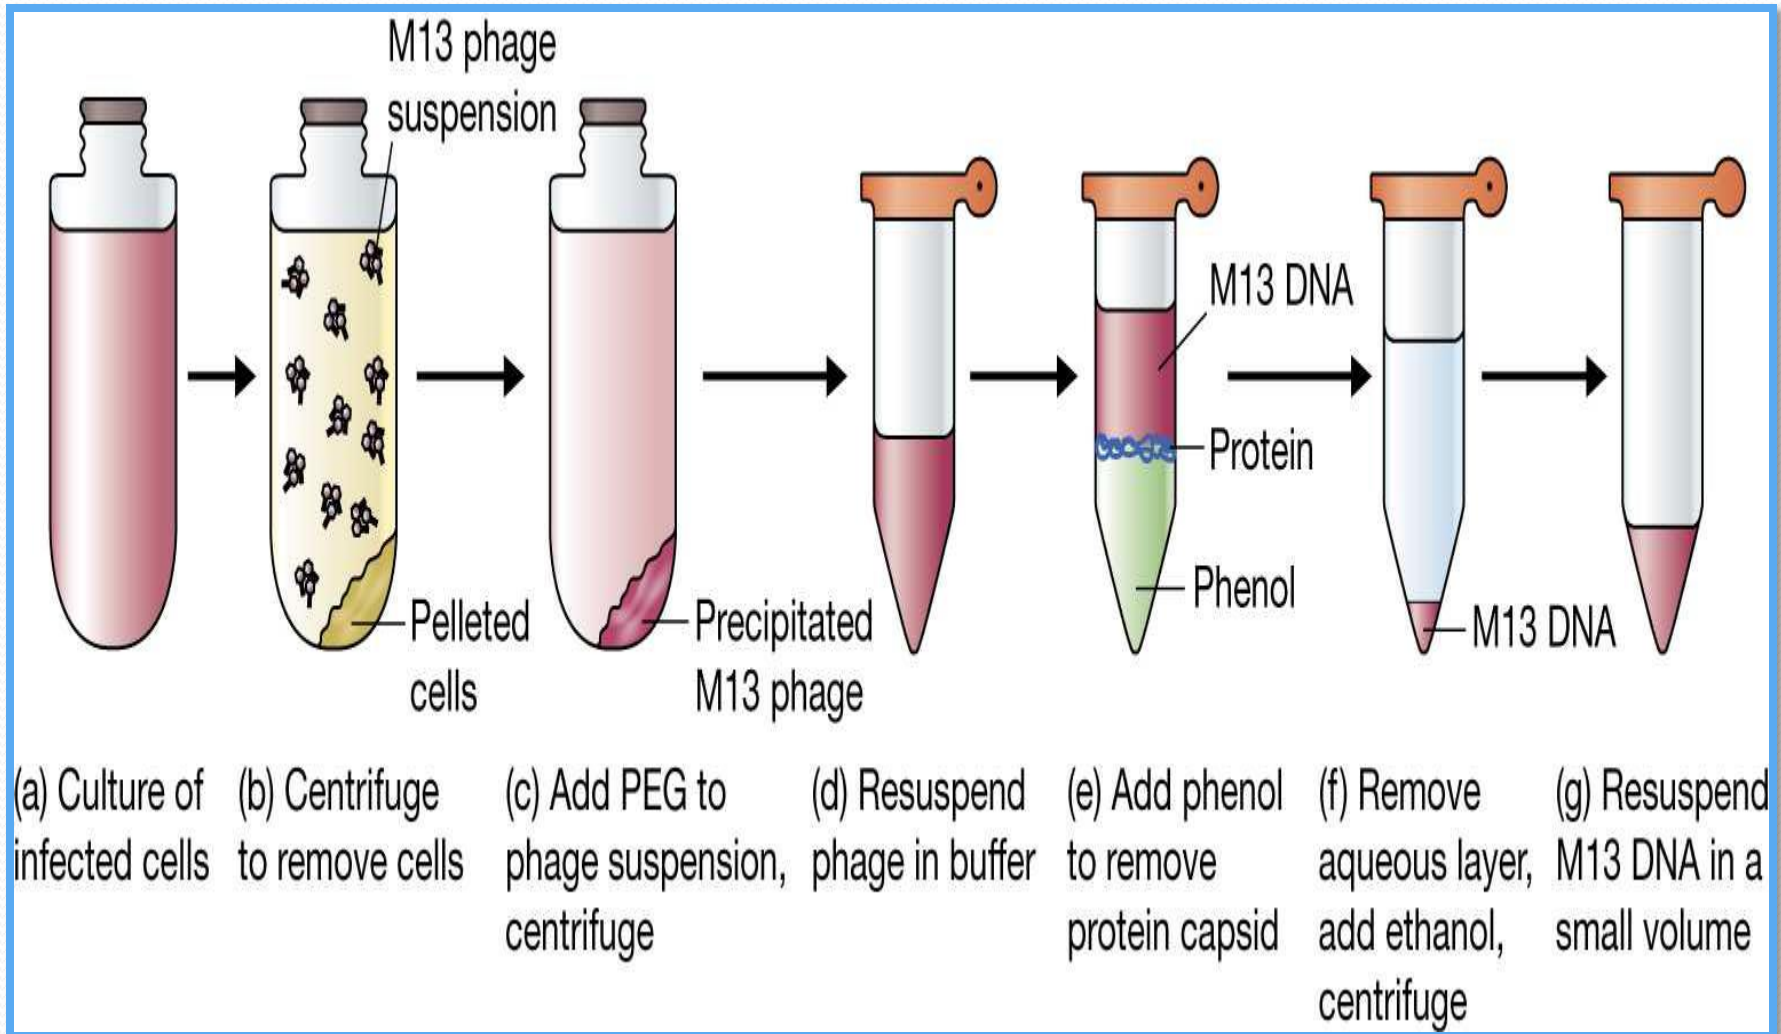 M13 phage
suspension
M13 DNA
Protein
Phenol
Pelleted
cells
Precipitated
M13 phage
M13 DNA
(a) Culture of
infected cells
(b) Centrifuge
to remove cells
(c) Add PEG to
phage suspension,
centrifuge
(d) Resuspend
phage in buffer
(e) Add phenol
to remove
protein capsid
(f) Remove
aqueous layer,
add ethanol,
centrifuge
(g) Resuspend
M13 DNA in a
small volume